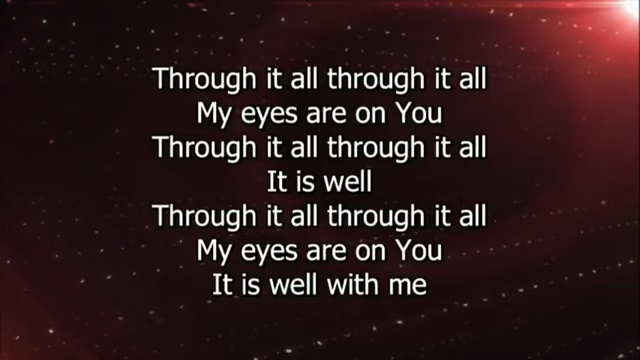 Through it all through it all
My eyes are on You
Through it all through it all
It is well
Through it all through it all
My eyes are on You
It is well with me